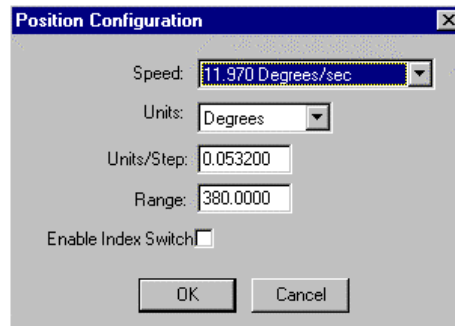 Position Configuration
Speed: 11.970 Degrees/sec
Units: Degrees
Units/Step: 0.053200
Range: 380.0000
Enable Index Switch
OK Cancel